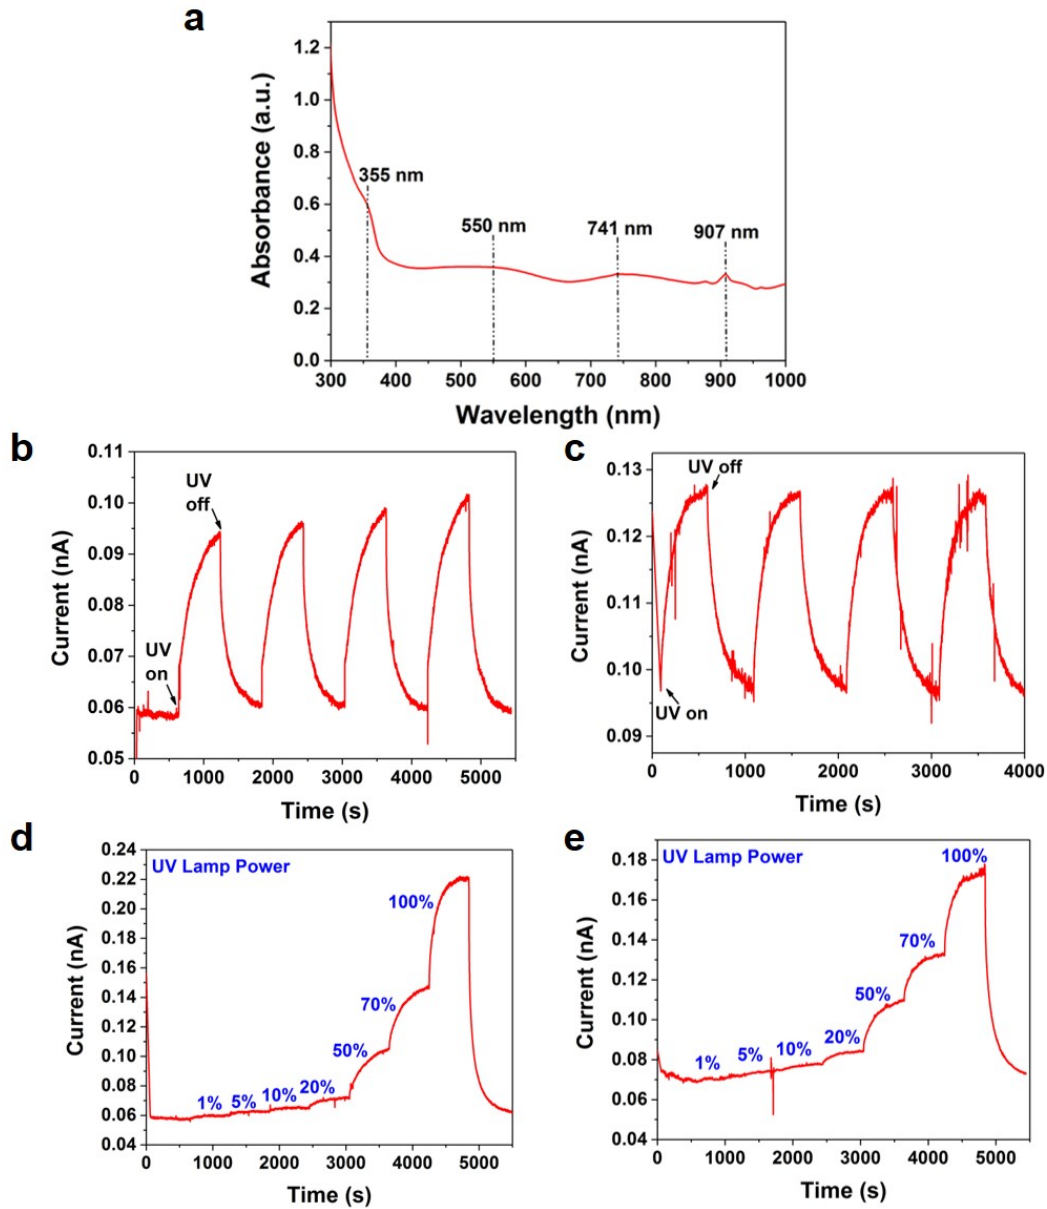 a
1.2
1.0
0.8
0.6
0.4
0.2
0.0
Absorbance (a.u.)
355 nm
550 nm
741 nm
907 nm
300 400 500 600 700 800 900 1000
Wavelength (nm)
b
0.11
0.10
0.09
0.08
0.07
0.06
0.05
Current (nA)
UV
off
UV
on
0 1000 2000 3000 4000 5000
Time (s)
c
0.13
0.12
0.11
0.10
0.09
Current (nA)
UV off
UV on
0 1000 2000 3000 4000
Time (s)
d
0.24
0.22
0.20
0.18
0.16
0.14
0.12
0.10
0.08
0.06
0.04
Current (nA)
UV Lamp Power
100%
70%
50%
1% 5% 10% 20%
0 1000 2000 3000 4000 5000
Time (s)
e
0.18
0.16
0.14
0.12
0.10
0.08
0.06
0.04
Current (nA)
UV Lamp Power
100%
70%
50%
1% 5% 10% 20%
0 1000 2000 3000 4000 5000
Time (s)